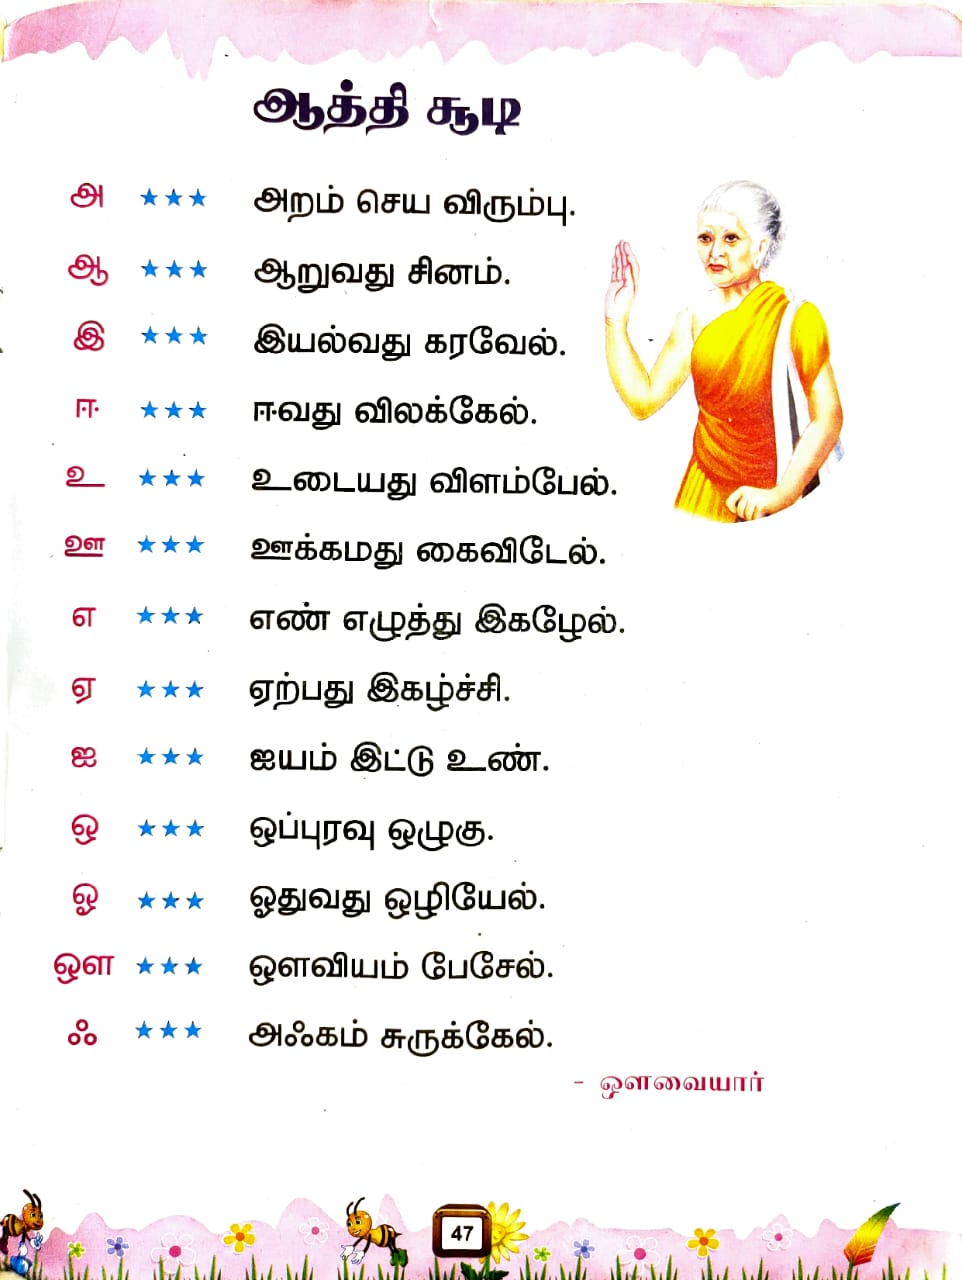 ஆத்தி சூடி
அ ★★★ அறம் செய விரும்பு.
ஆ ★★★ ஆறுவது சினம்.
இ ★★★ இயல்வது கரவேல்.
ஈ ★★★ ஈவது விலக்கேல்.
உ ★★★ உடையது விளம்பேல்.
ஊ ★★★ ஊக்கமது கைவிடேல்.
எ ★★★ எண் எழுத்து இகழேல்.
ஏ ★★★ ஏற்பது இகழ்ச்சி.
ஐ ★★★ ஐயம் இட்டு உண்.
ஒ ★★★ ஒப்புரவு ஒழுகு.
ஓ ★★★ ஓதுவது ஒழியேல்.
ஔ ★★★ ஔவியம் பேசேல்.
ஃ ★★★ அஃகம் சுருக்கேல்.
- ஔவையார்
47